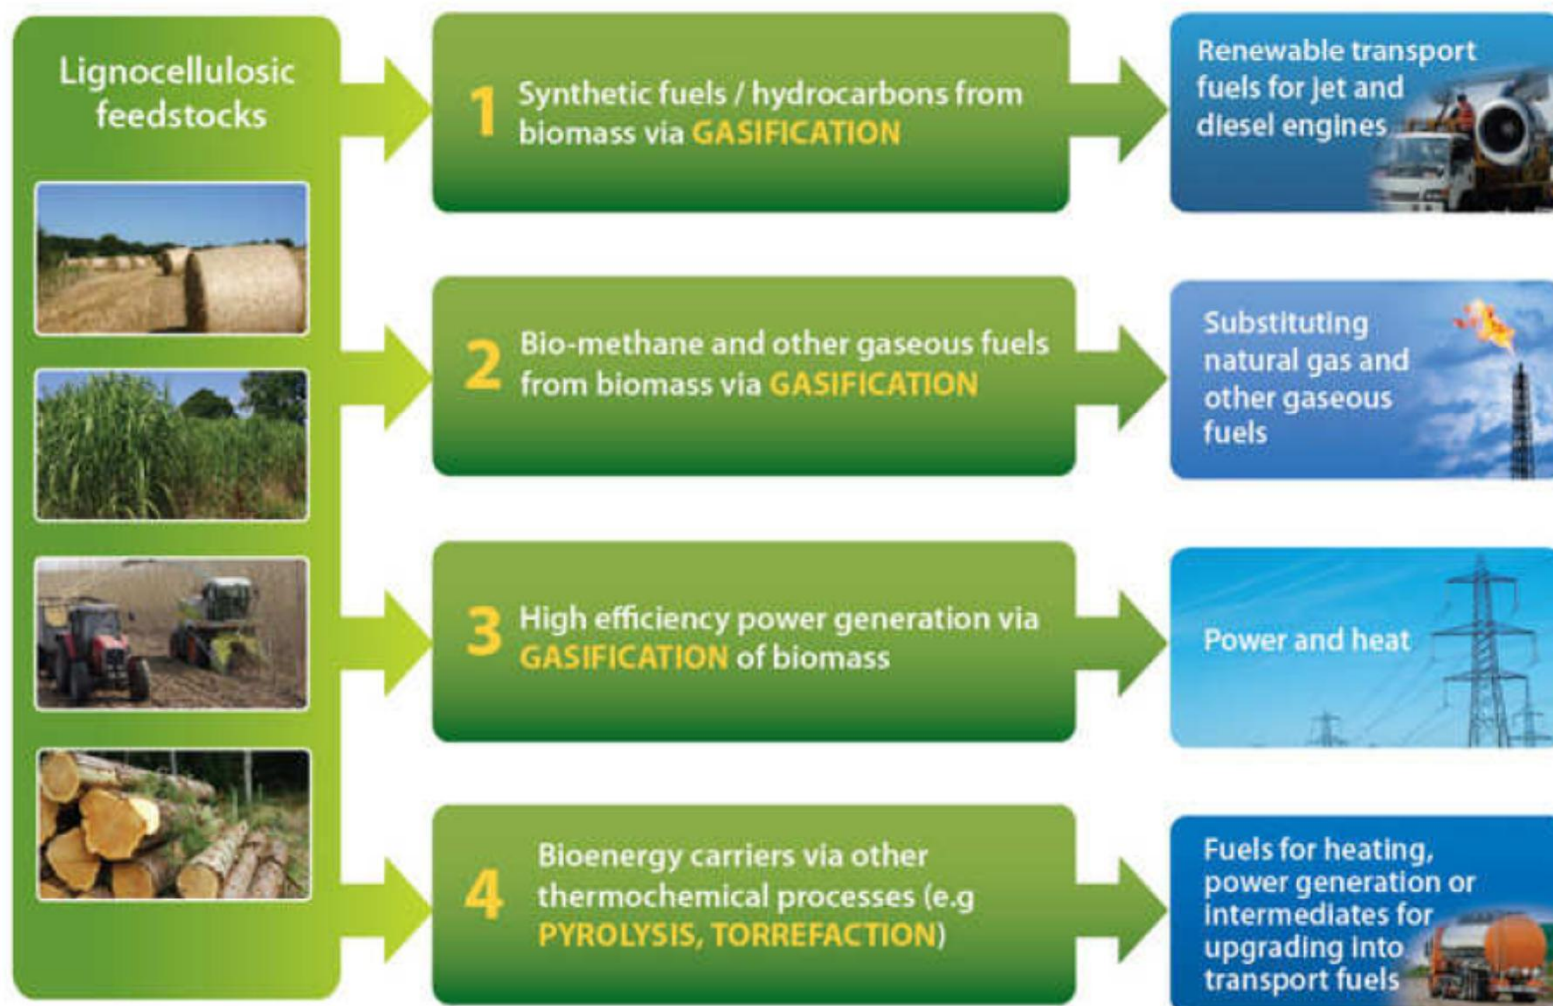 Lignocellulosic
feedstocks
1
Synthetic fuels / hydrocarbons from
biomass via GASIFICATION
Renewable transport
fuels for jet and
diesel engines
2
Bio-methane and other gaseous fuels
from biomass via GASIFICATION
Substituting
natural gas and
other gaseous
fuels
3
High efficiency power generation via
GASIFICATION of biomass
Power and heat
4
Bioenergy carriers via other
thermochemical processes (e.g
PYROLYSIS, TORREFACTION)
Fuels for heating,
power generation or
intermediates for
upgrading into
transport fuels